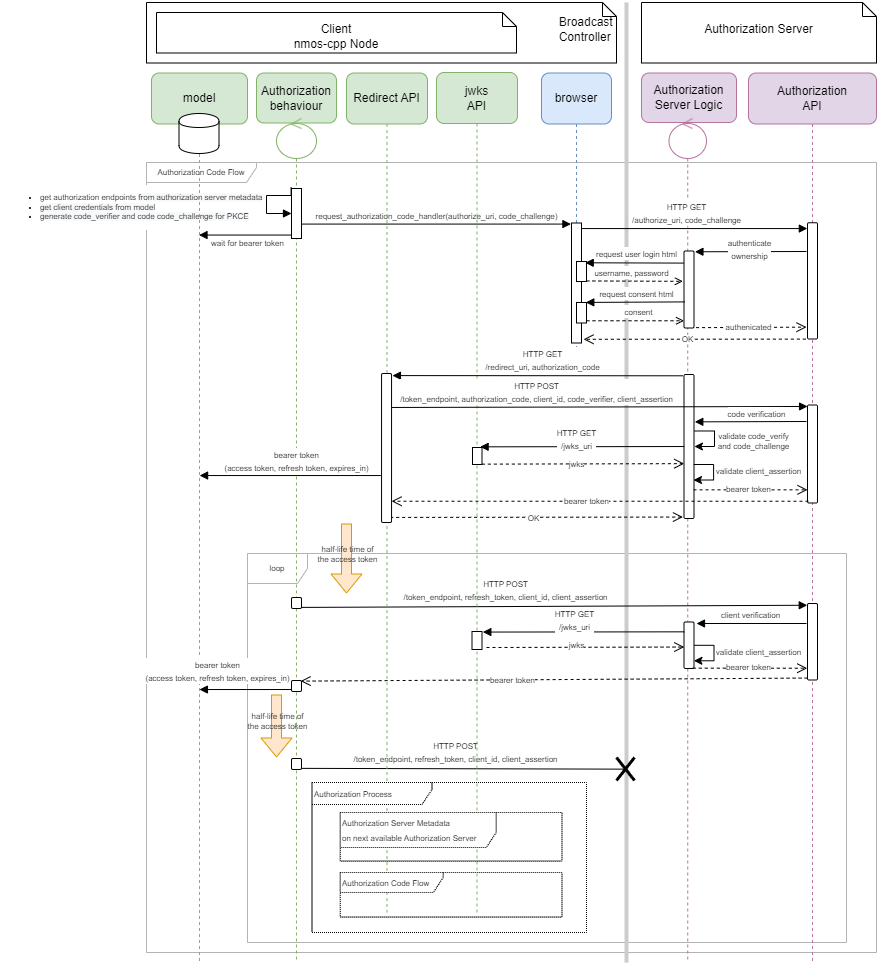 Client
nmos-cpp Node
Broadcast
Controller
Authorization Server
model
Authorization
behaviour
Redirect API
jwks
API
browser
Authorization
Server Logic
Authorization
API
Authorization Code Flow
get authorization endpoints from authorization server metadata
get client credentials from model
generate code_verifier and code code_challenge for PKCE
request_authorization_code_handler(authorize_uri, code_challenge)
HTTP GET
/authorize_uri, code_challenge
wait for bearer token
authenticate
ownership
request user login html
username, password
request consent html
consent
authenicated
OK
HTTP GET
/redirect_uri, authorization_code
HTTP POST
/token_endpoint, authorization_code, client_id, code_verifier, client_assertion
code verification
validate code_verify
and code_challenge
HTTP GET
/jwks_uri
jwks
validate client_assertion
bearer token
(access token, refresh token, expires_in)
bearer token
bearer token
OK
half-life time of
the access token
loop
HTTP POST
/token_endpoint, refresh_token, client_id, client_assertion
client verification
HTTP GET
/jwks_uri
jwks
validate client_assertion
bearer token
bearer token
(access token, refresh token, expires_in)
bearer token
half-life time of
the access token
HTTP POST
/token_endpoint, refresh_token, client_id, client_assertion
Authorization Process
Authorization Server Metadata
on next available Authorization Server
Authorization Code Flow